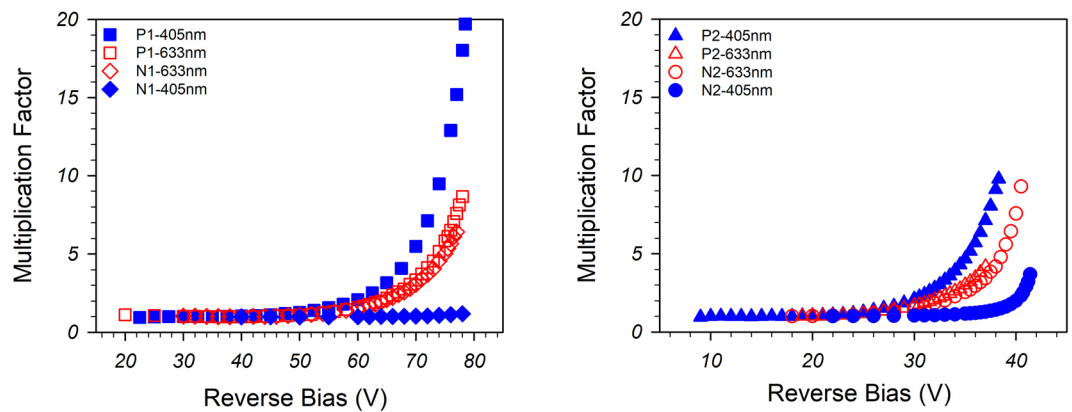 20
15
10
5
0
Multiplication Factor
P1-405nm
P1-633nm
N1-633nm
N1-405nm
20 30 40 50 60 70 80
Reverse Bias (V)
20
15
10
5
0
Multiplication Factor
P2-405nm
P2-633nm
N2-633nm
N2-405nm
10 20 30 40
Reverse Bias (V)